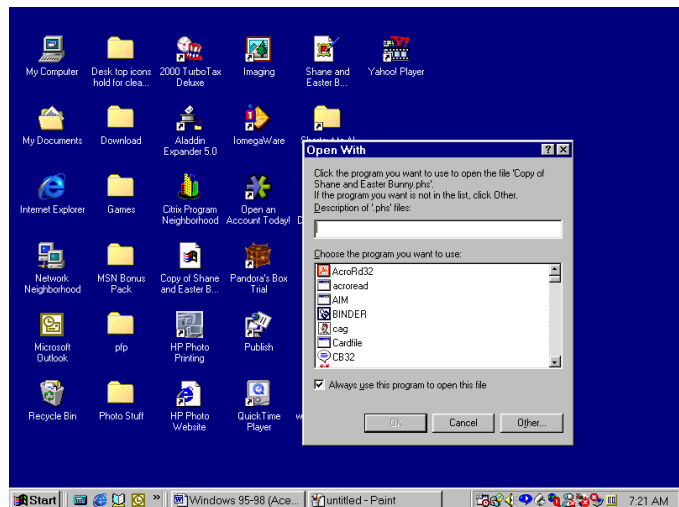 My Computer
Desk top icons
hold for clea...
2000 TurboTax
Deluxe
Imaging
Shane and
Easter B...
Yahoo! Player
My Documents
Download
Aladdin
Expander 5.0
IomegaWare
Internet Explorer
Games
Citrix Program
Neighborhood
Open an
Account Today!
Network
Neighborhood
MSN Bonus
Pack
Copy of Shane
and Easter B...
Pandora's Box
Trial
Microsoft
Outlook
pfp
HP Photo
Printing
Publish
Recycle Bin
Photo Stuff
HP Photo
Website
QuickTime
Player
Open With
Click the program you want to use to open the file 'Copy of
Shane and Easter Bunny.phs'.
If the program you want is not in the list, click Other.
Description of '.phs' files:
Choose the program you want to use:
AcroRd32
acroread
AIM
BINDER
cag
Cardfile
CB32
Always use this program to open this file
OK
Cancel
Other...
Start
Windows 95-98 (Ace...
untitled - Paint
7:21 AM